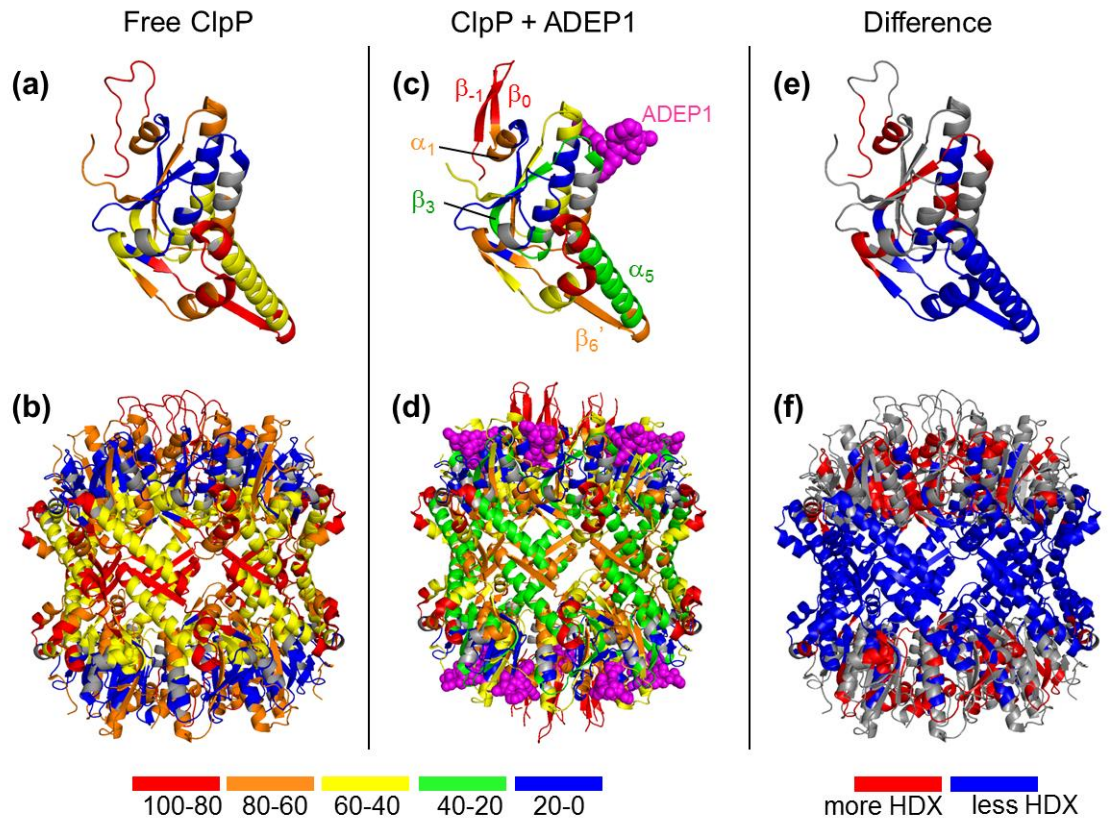 Free ClpP
ClpP + ADEP1
Difference
(a)
(c)
β-1
β0
ADEP1
α1
β3
α5
β6'
(e)
(b)
(d)
(f)
100-80
80-60
60-40
40-20
20-0
more HDX
less HDX